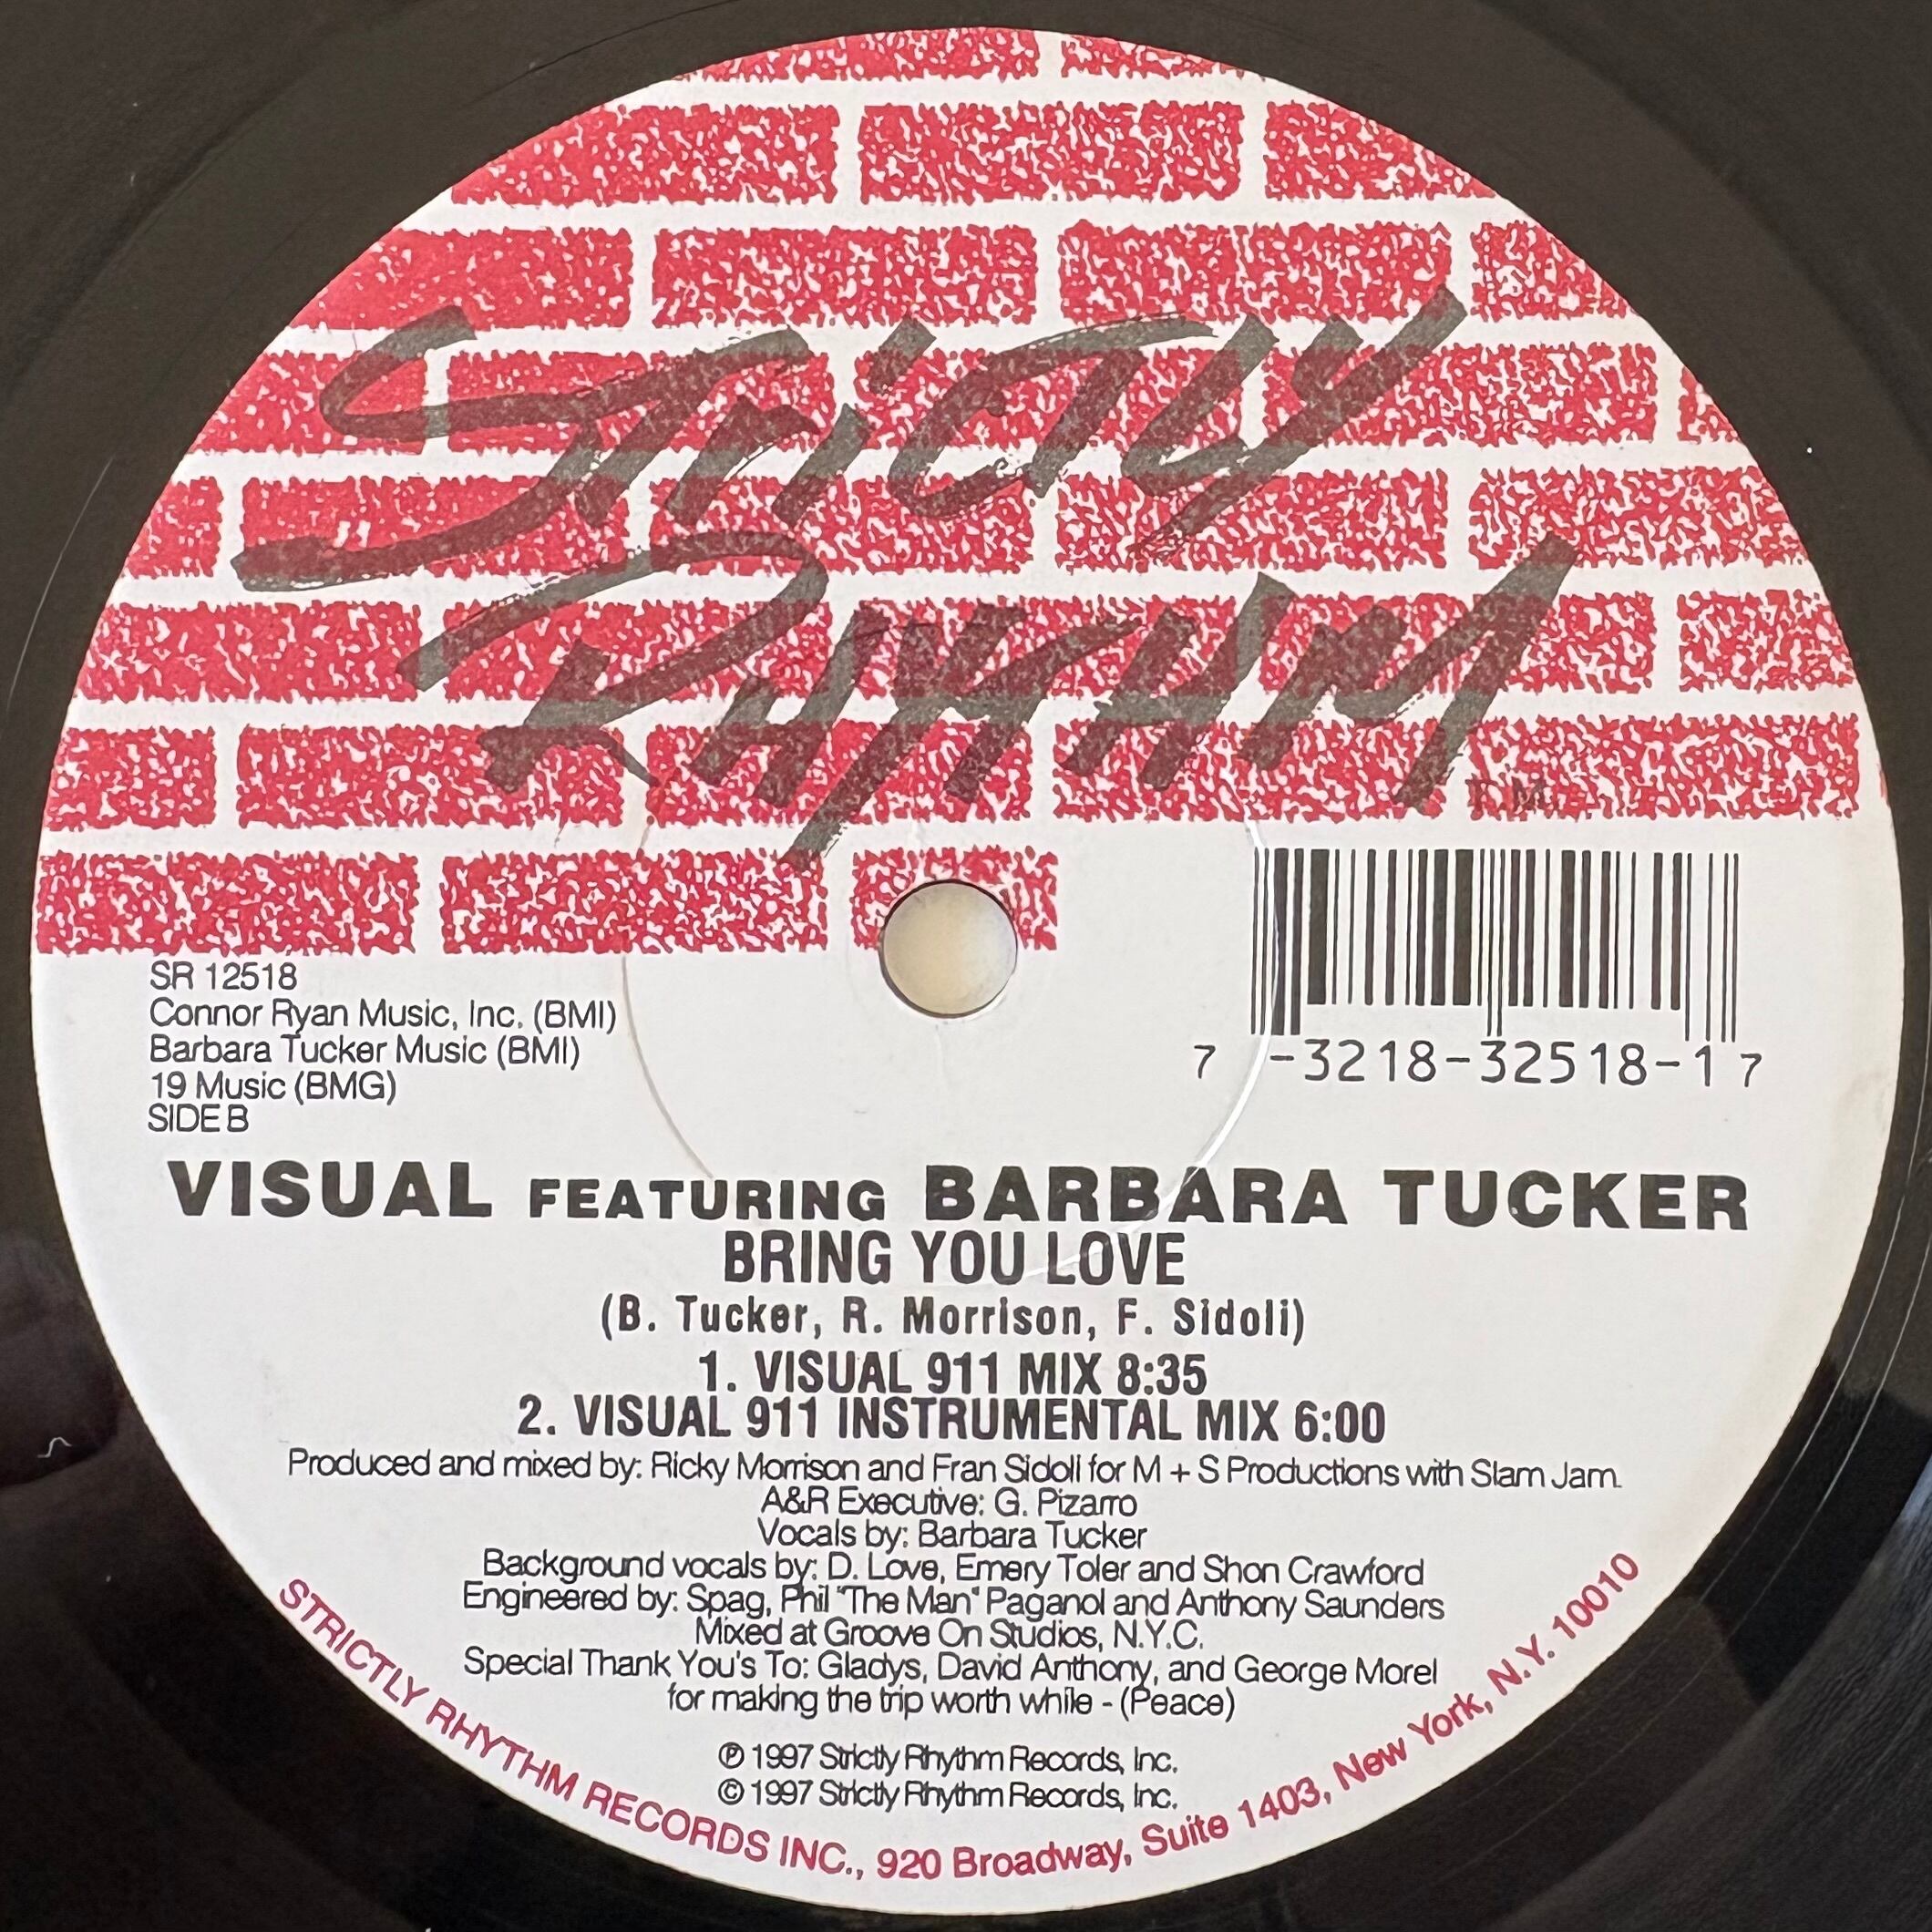 Strictly
Rhythm
T.M.
SR 12518
Connor Ryan Music, Inc. (BMI)
Barbara Tucker Music (BMI)
19 Music (BMG)
SIDE B
7 -3218-32518-1 7
VISUAL FEATURING BARBARA TUCKER
BRING YOU LOVE
(B. Tucker, R. Morrison, F. Sidoli)
1. VISUAL 911 MIX 8:35
2. VISUAL 911 INSTRUMENTAL MIX 6:00
Produced and mixed by: Ricky Morrison and Fran Sidoli for M + S Productions with Slam Jam.
A&R Executive: G. Pizarro
Vocals by: Barbara Tucker
Background vocals by: D. Love, Emery Toler and Shon Crawford
Engineered by: Spag, Phil "The Man" Paganol and Anthony Saunders
Mixed at Groove On Studios, N.Y.C.
Special Thank You's To: Gladys, David Anthony, and George Morel
for making the trip worth while - (Peace)
℗ 1997 Strictly Rhythm Records, Inc.
© 1997 Strictly Rhythm Records, Inc.
STRICTLY RHYTHM RECORDS INC., 920 Broadway, Suite 1403, New York, N.Y. 10010